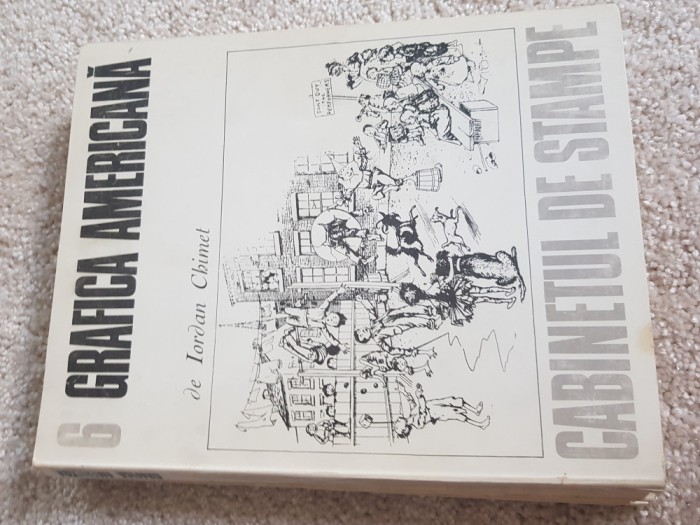 6 GRAFICA AMERICANĂ
de Iordan Chimet
CABINETUL DE STAMPE